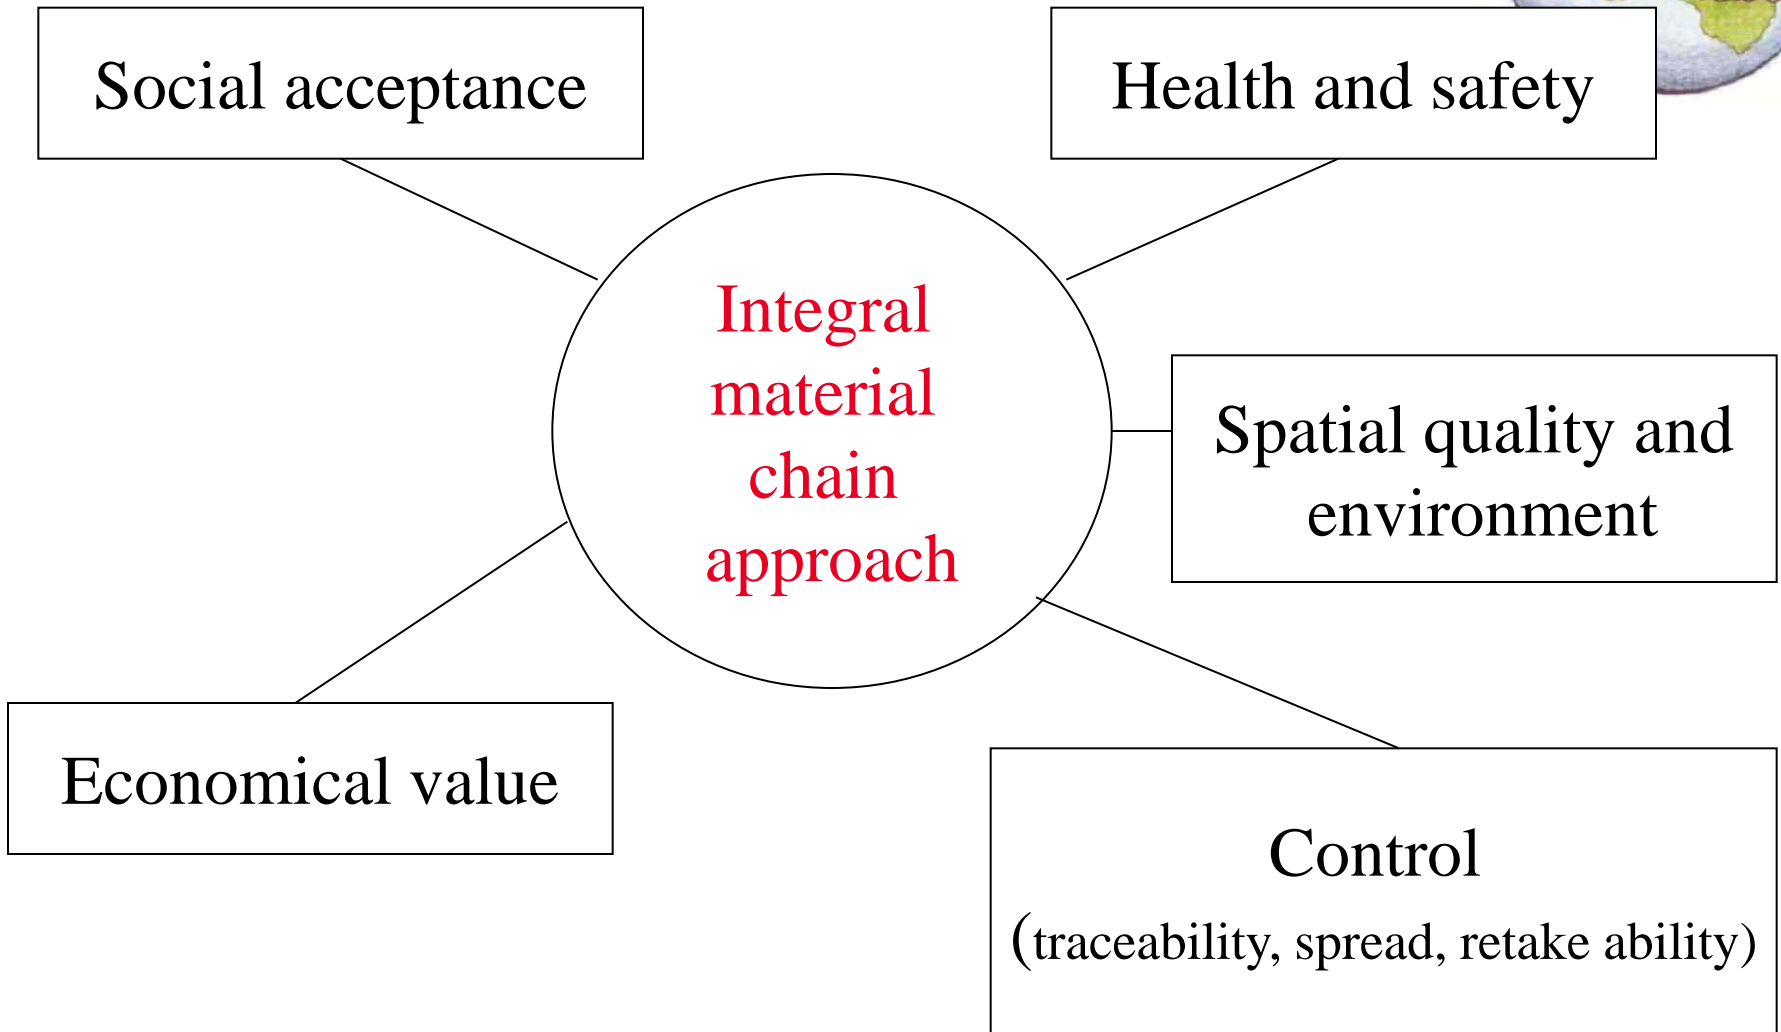 Social acceptance
Health and safety
Integral
material
chain
approach
Spatial quality and
environment
Economical value
Control
(traceability, spread, retake ability)